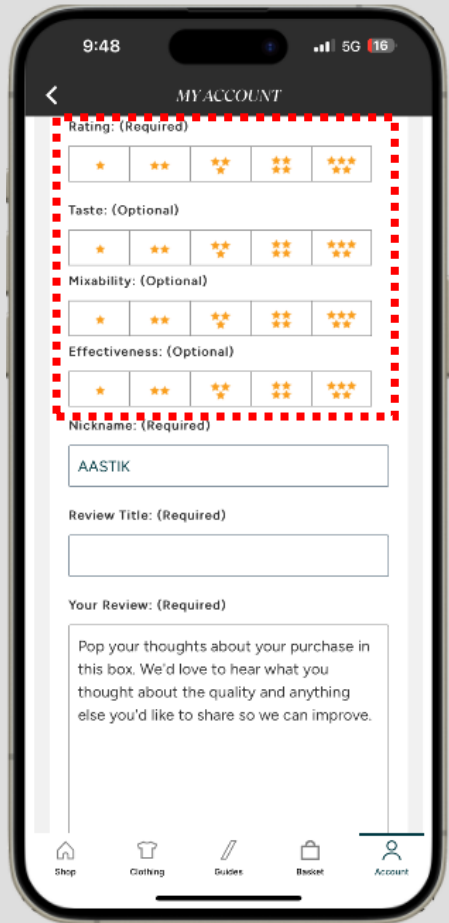 9:48
5G 16
MY ACCOUNT
Rating: (Required)
Taste: (Optional)
Mixability: (Optional)
Effectiveness: (Optional)
Nickname: (Required)
AASTIK
Review Title: (Required)
Your Review: (Required)
Pop your thoughts about your purchase in
this box. We'd love to hear what you
thought about the quality and anything
else you'd like to share so we can improve.
Shop Clothing Guides Basket Account